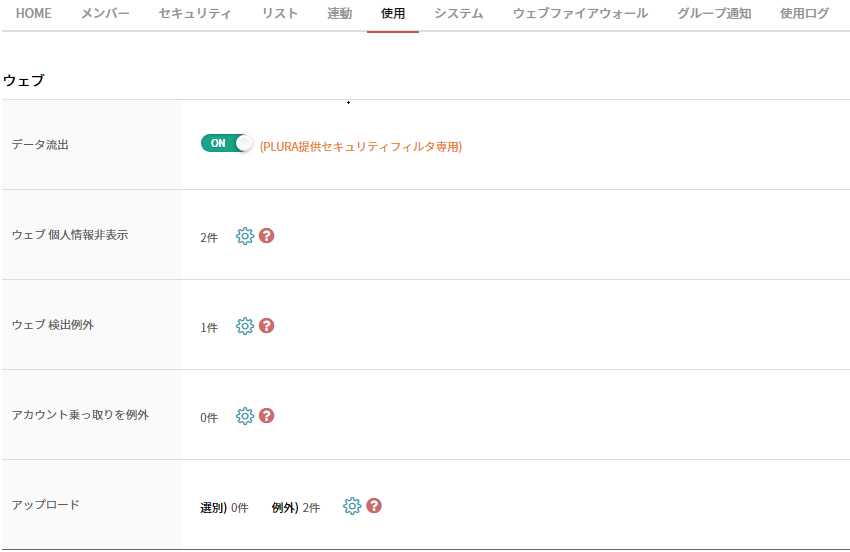 HOME メンバー セキュリティ リスト 連動 使用 システム ウェブファイアウォール グループ通知 使用ログ
ウェブ
データ流出 ON (PLURA提供セキュリティフィルタ専用)
ウェブ 個人情報非表示 2件 ?
ウェブ 検出例外 1件 ?
アカウント乗っ取りを例外 0件 ?
アップロード 選別) 0件 例外) 2件 ?